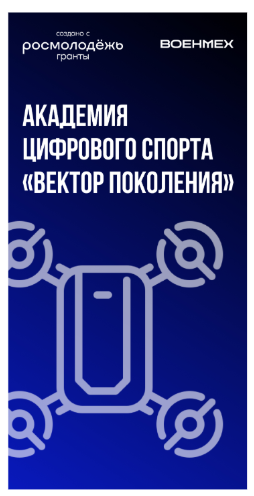 создано с
росмолодёжь
гранты
ВОЕНМЕХ
АКАДЕМИЯ
ЦИФРОВОГО СПОРТА
«ВЕКТОР ПОКОЛЕНИЯ»